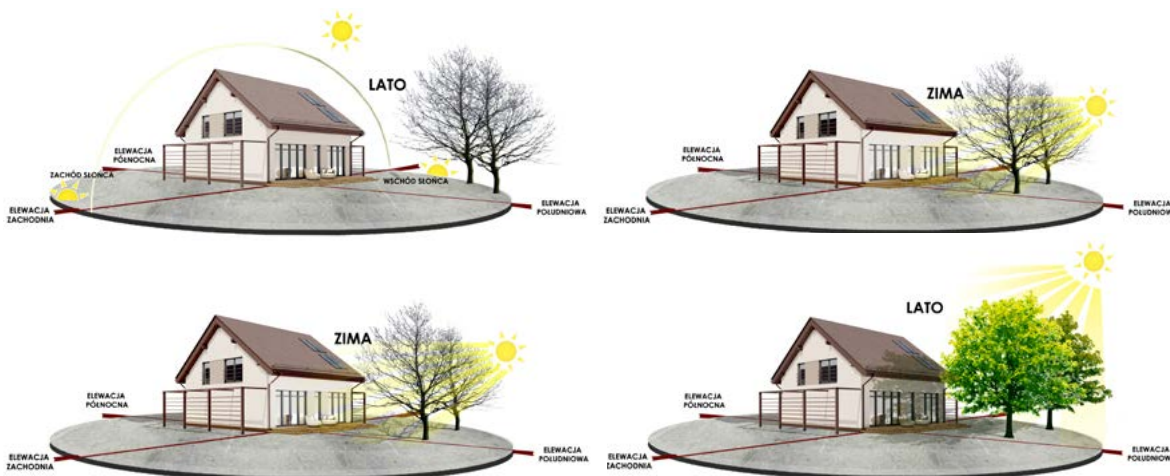 LATO
ELEWACJA
PÓŁNOCNA
ZACHÓD SŁOŃCA
WSCHÓD SŁOŃCA
ELEWACJA
ZACHODNIA
ELEWACJA
POŁUDNIOWA
ZIMA
ELEWACJA
PÓŁNOCNA
ELEWACJA
ZACHODNIA
ELEWACJA
POŁUDNIOWA
ZIMA
ELEWACJA
PÓŁNOCNA
ELEWACJA
ZACHODNIA
ELEWACJA
POŁUDNIOWA
LATO
ELEWACJA
PÓŁNOCNA
ELEWACJA
ZACHODNIA
ELEWACJA
POŁUDNIOWA